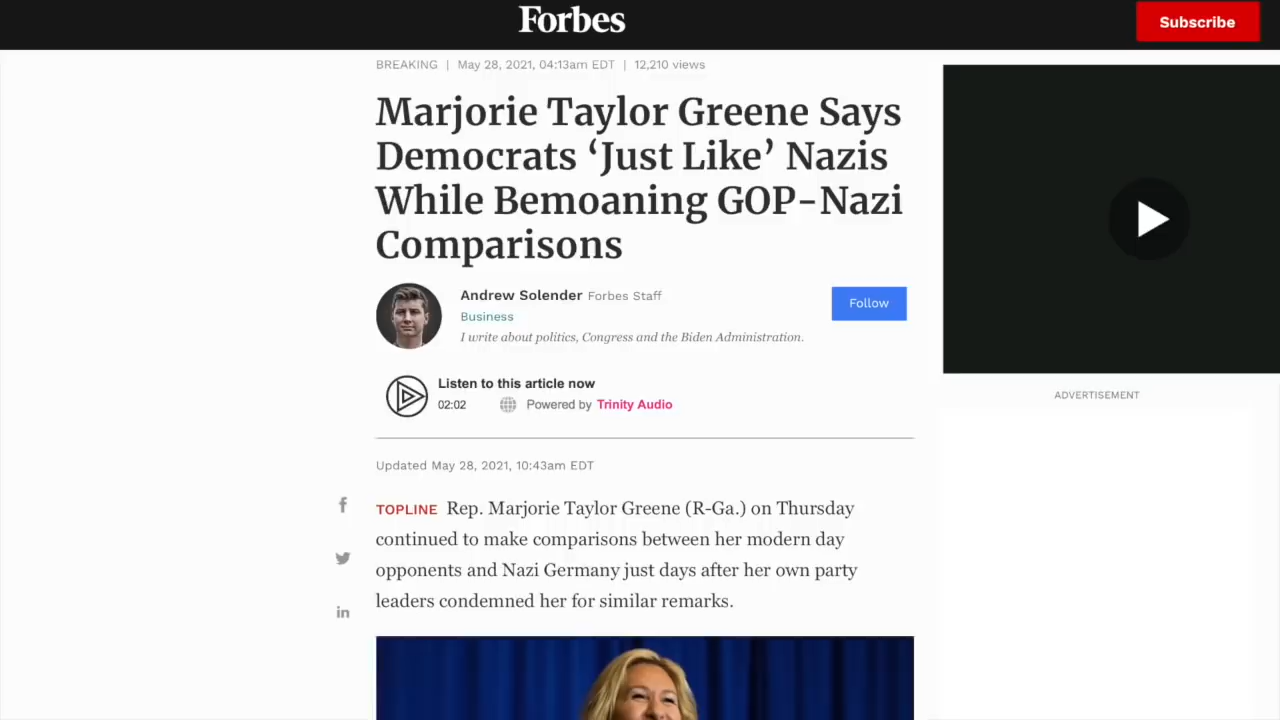 Forbes
Subscribe
BREAKING | May 28, 2021, 04:13am EDT | 12,210 views
Marjorie Taylor Greene Says
Democrats ‘Just Like’ Nazis
While Bemoaning GOP-Nazi
Comparisons
Andrew Solender Forbes Staff
Business
I write about politics, Congress and the Biden Administration.
Follow
Listen to this article now
02:02 Powered by Trinity Audio
ADVERTISEMENT
Updated May 28, 2021, 10:43am EDT
TOPLINE Rep. Marjorie Taylor Greene (R-Ga.) on Thursday
continued to make comparisons between her modern day
opponents and Nazi Germany just days after her own party
leaders condemned her for similar remarks.